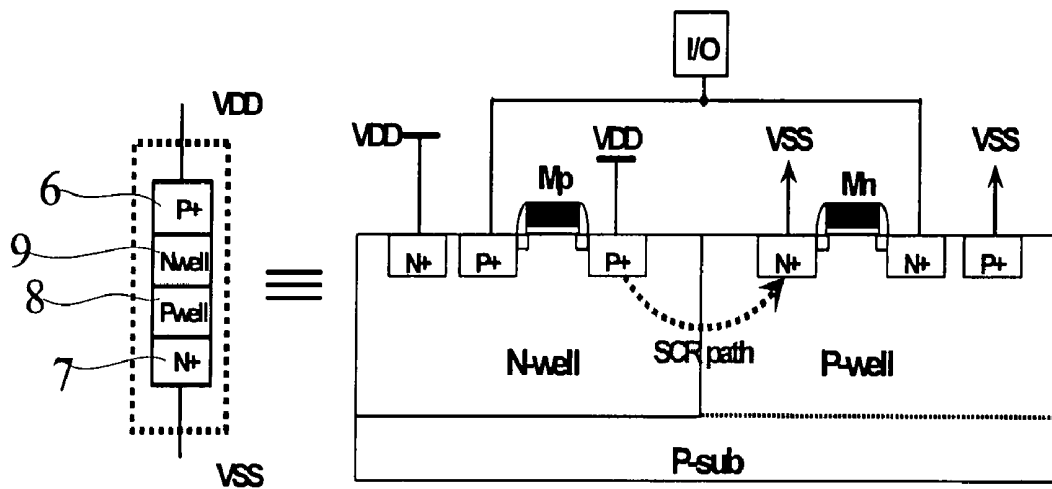 VDD
6 P+
9 Nwell
8 Pwell
7 N+
VSS
I/O
VDD
VDD
VSS
VSS
Mp
Mn
N+ P+ P+ N+ N+ P+
SCR path
N-well
P-well
P-sub